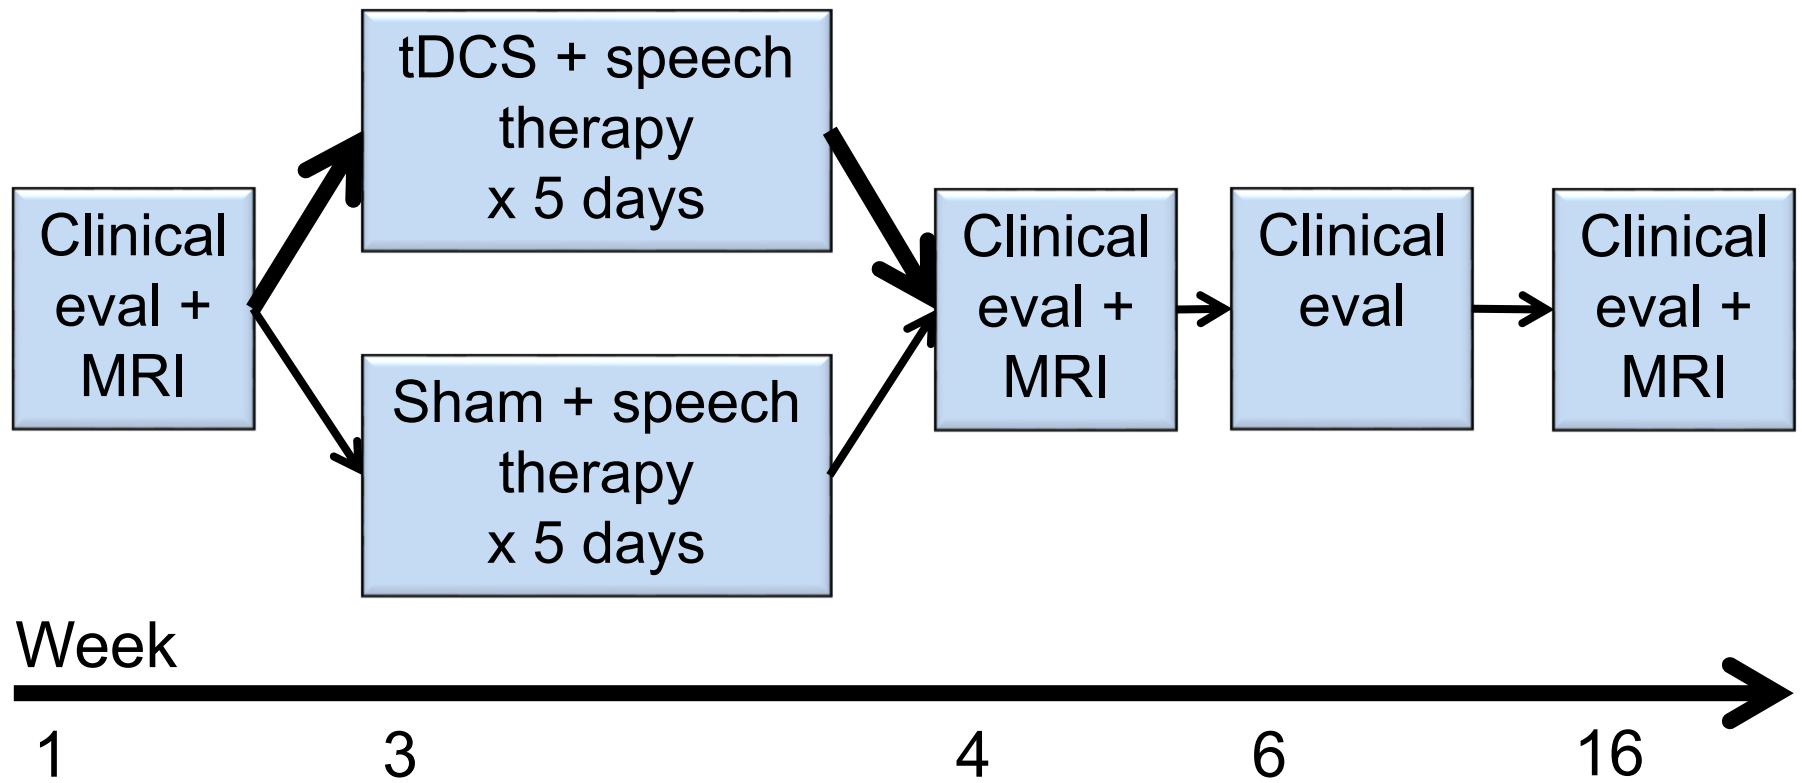 Clinical
eval +
MRI
tDCS + speech
therapy
x 5 days
Sham + speech
therapy
x 5 days
Clinical
eval +
MRI
Clinical
eval
Clinical
eval +
MRI
Week
1 3 4 6 16